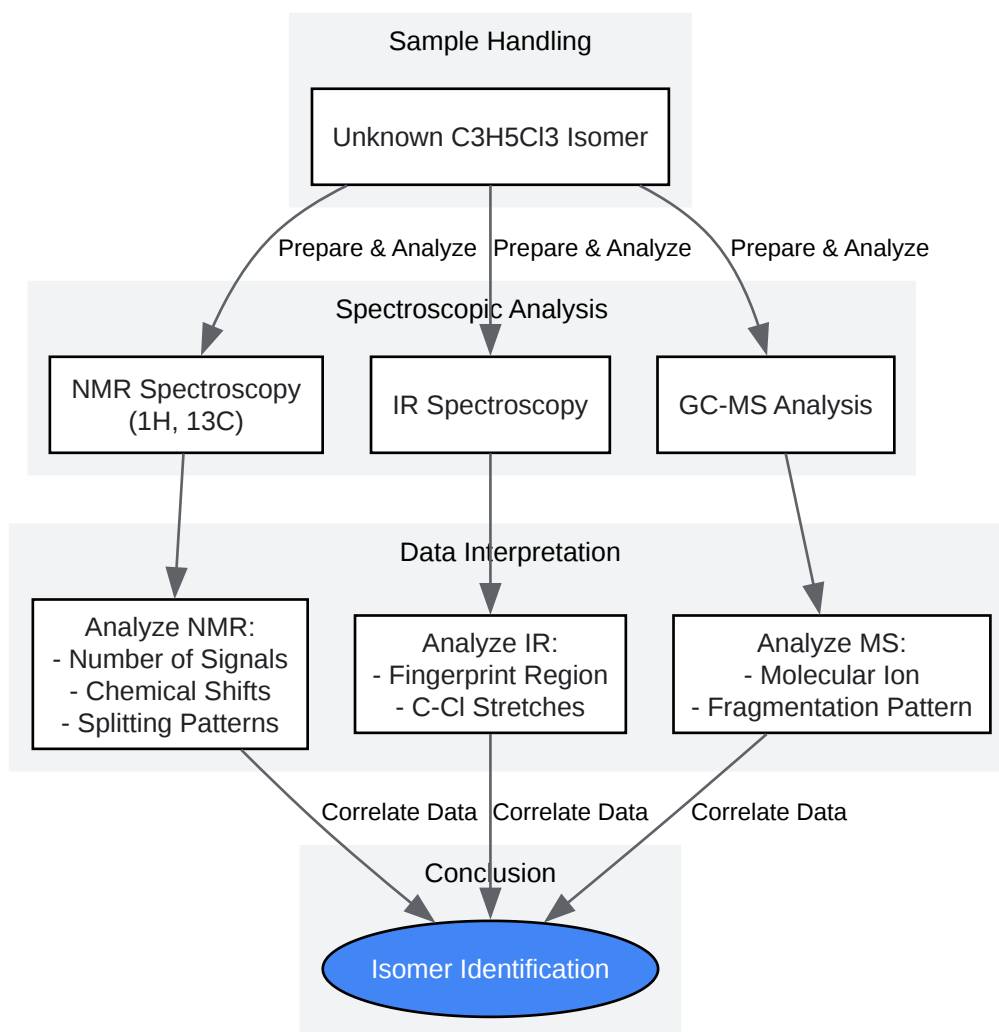 Sample Handling
Unknown C3H5Cl3 Isomer
Prepare & Analyze
Prepare & Analyze
Prepare & Analyze
Spectroscopic Analysis
NMR Spectroscopy
(1H, 13C)
IR Spectroscopy
GC-MS Analysis
Data Interpretation
Analyze NMR:
- Number of Signals
- Chemical Shifts
- Splitting Patterns
Analyze IR:
- Fingerprint Region
- C-Cl Stretches
Analyze MS:
- Molecular Ion
- Fragmentation Pattern
Correlate Data
Correlate Data
Correlate Data
Conclusion
Isomer Identification